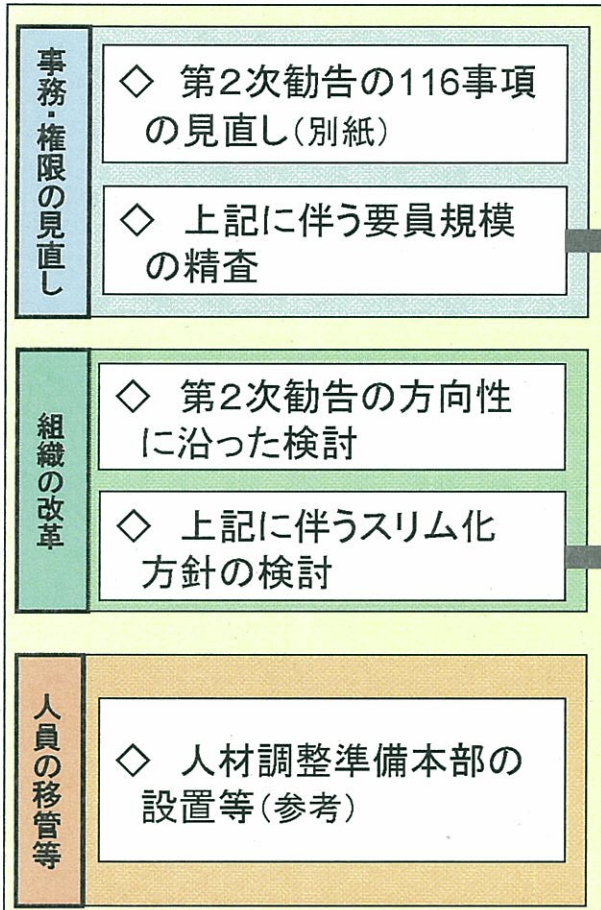 事務・権限の見直し
◇ 第2次勧告の116事項
の見直し(別紙)
◇ 上記に伴う要員規模
の精査
組織の改革
◇ 第2次勧告の方向性
に沿った検討
◇ 上記に伴うスリム化
方針の検討
人員の移管等
◇ 人材調整準備本部の
設置等(参考)